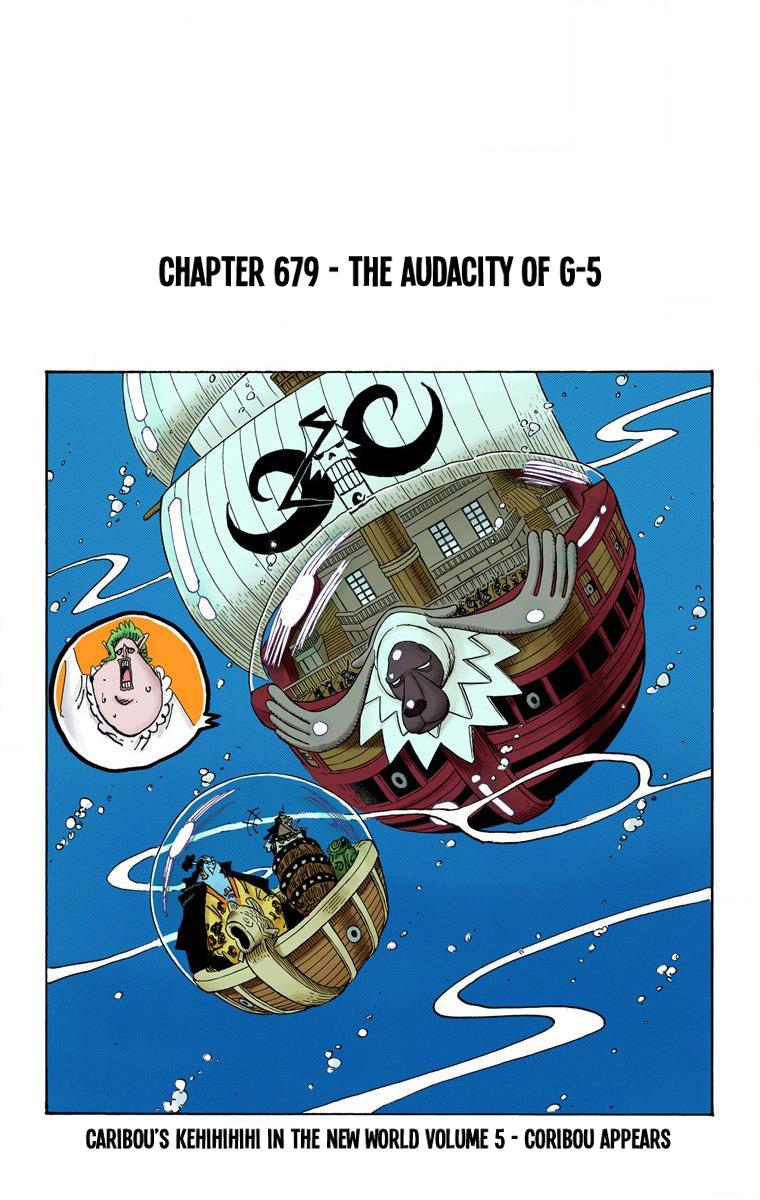 CHAPTER 679 - THE AUDACITY OF G-5
CARIBOU'S KEHIHIHIHI IN THE NEW WORLD VOLUME 5 - CORIBOU APPEARS